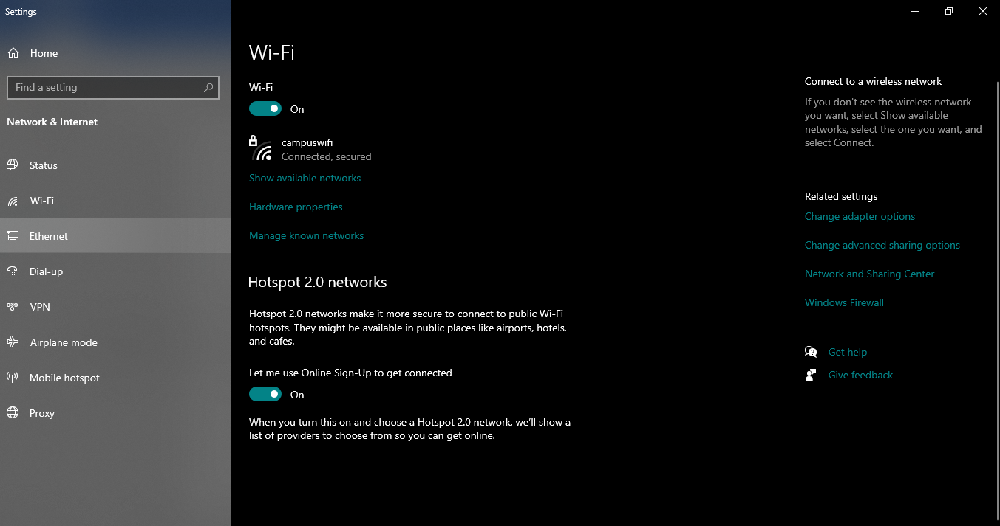 Settings
Home
Find a setting
Network & Internet
Status
Wi-Fi
Ethernet
Dial-up
VPN
Airplane mode
Mobile hotspot
Proxy
Wi-Fi
Wi-Fi
On
campuswifi
Connected, secured
Show available networks
Hardware properties
Manage known networks
Hotspot 2.0 networks
Hotspot 2.0 networks make it more secure to connect to public Wi-Fi
hotspots. They might be available in public places like airports, hotels,
and cafes.
Let me use Online Sign-Up to get connected
On
When you turn this on and choose a Hotspot 2.0 network, we'll show a
list of providers to choose from so you can get online.
Connect to a wireless network
If you don't see the wireless network
you want, select Show available
networks, select the one you want, and
select Connect.
Related settings
Change adapter options
Change advanced sharing options
Network and Sharing Center
Windows Firewall
Get help
Give feedback